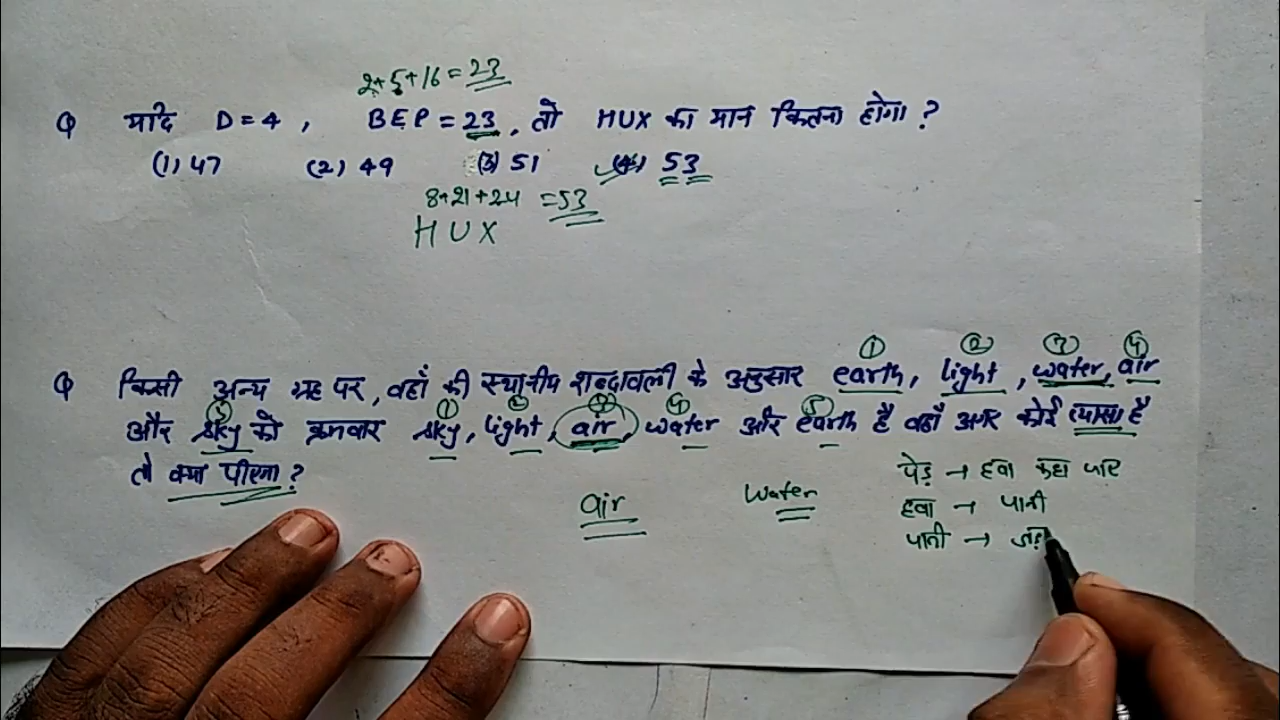 2+5+16=23
Q यदि D=4, BEP=23, तो HUX का मान कितना होगा?
(1) 47 (2) 49 (3) 51 (4) 53
8+21+24 =53
HUX
① ② ③ ④
Q किसी अन्य ग्रह पर, वहाँ की स्थानीय शब्दावली के अनुसार earth, light, water, air
⑤ ① ② ③ ④ ⑤
और sky को क्रमवार sky, light, air, water और earth है वहाँ अगर कोई प्यासा है
तो क्या पीएगा?
air water
पेड़ → हवा कहा जाए
हवा → पानी
पानी →